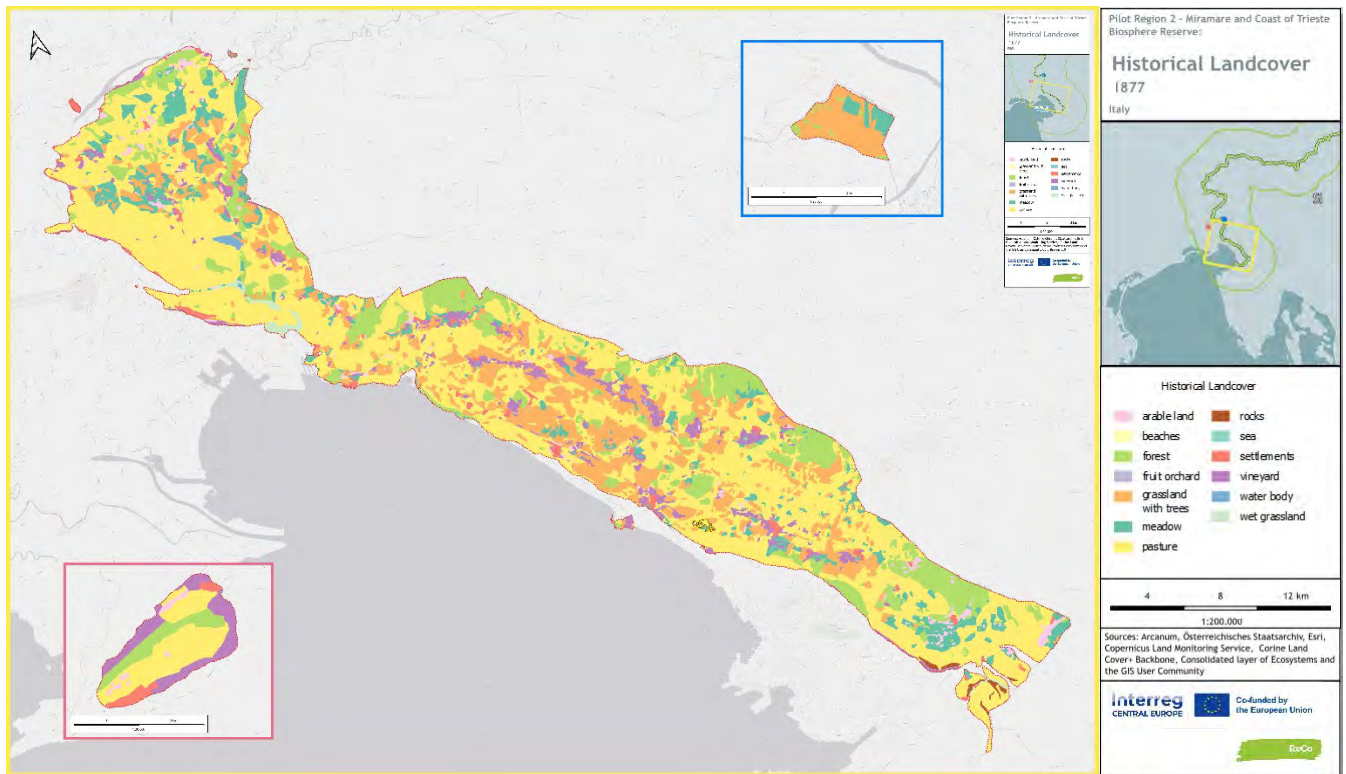 Pilot Region 2 - Miramare and Coast of Trieste
Biosphere Reserve:
Historical Landcover
1877
Italy
Historical Landcover
arable land
beaches
forest
fruit orchard
grassland
with trees
meadow
pasture
rocks
sea
settlements
vineyard
water body
wet grassland
4 8 12 km
1:200.000
Sources: Arcanum, Österreichisches Staatsarchiv, Esri,
Copernicus Land Monitoring Service, Corine Land
Cover+ Backbone, Consolidated layer of Ecosystems and
the GIS User Community
Interreg
CENTRAL EUROPE
Co-funded by
the European Union
ReCo
Historical Landcover
1877